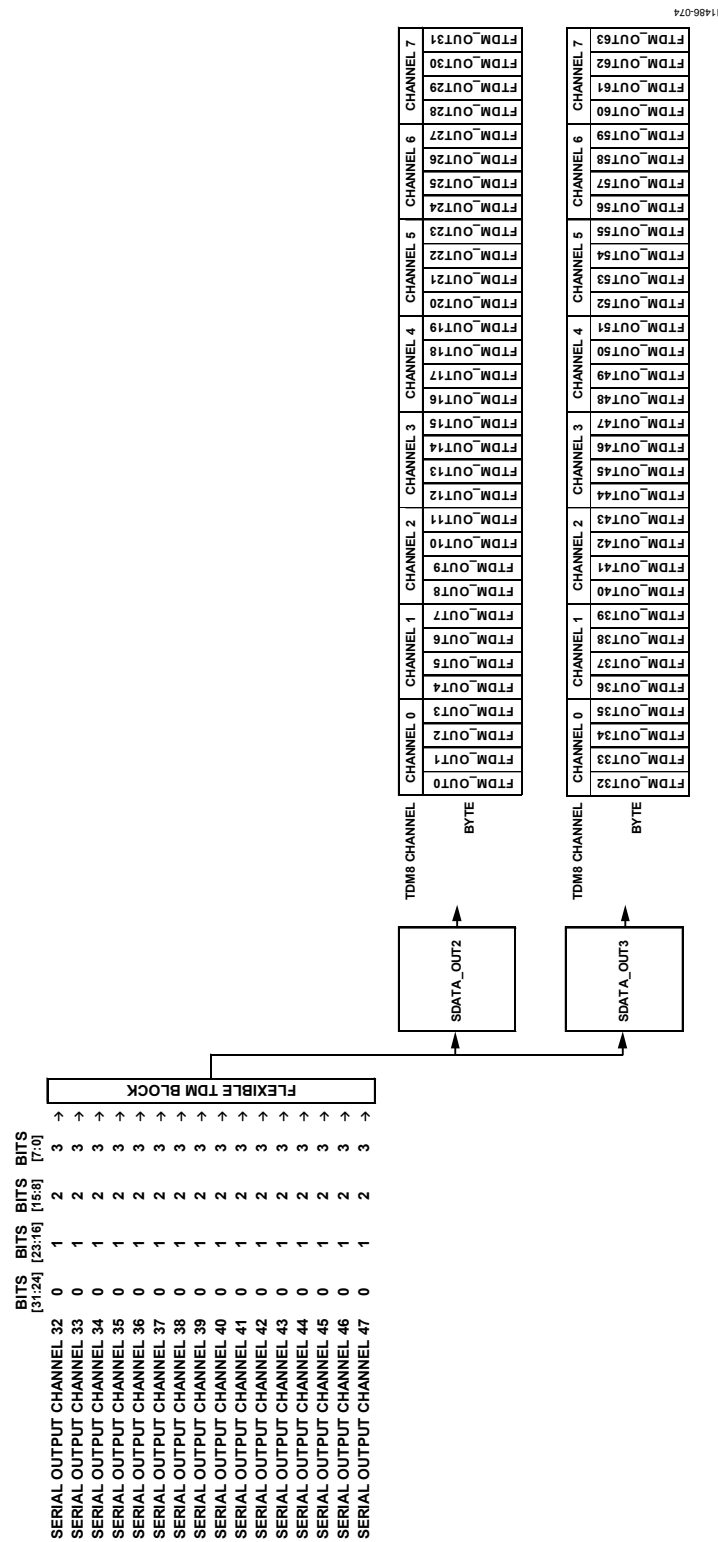 BITS BITS BITS BITS
[31:24] [23:16] [15:8] [7:0]
SERIAL OUTPUT CHANNEL 32 0 1 2 3 →
SERIAL OUTPUT CHANNEL 33 0 1 2 3 →
SERIAL OUTPUT CHANNEL 34 0 1 2 3 →
SERIAL OUTPUT CHANNEL 35 0 1 2 3 →
SERIAL OUTPUT CHANNEL 36 0 1 2 3 →
SERIAL OUTPUT CHANNEL 37 0 1 2 3 →
SERIAL OUTPUT CHANNEL 38 0 1 2 3 →
SERIAL OUTPUT CHANNEL 39 0 1 2 3 →
SERIAL OUTPUT CHANNEL 40 0 1 2 3 →
SERIAL OUTPUT CHANNEL 41 0 1 2 3 →
SERIAL OUTPUT CHANNEL 42 0 1 2 3 →
SERIAL OUTPUT CHANNEL 43 0 1 2 3 →
SERIAL OUTPUT CHANNEL 44 0 1 2 3 →
SERIAL OUTPUT CHANNEL 45 0 1 2 3 →
SERIAL OUTPUT CHANNEL 46 0 1 2 3 →
SERIAL OUTPUT CHANNEL 47 0 1 2 3 →
FLEXIBLE TDM BLOCK
SDATA_OUT2
TDM8 CHANNEL
CHANNEL 0
CHANNEL 1
CHANNEL 2
CHANNEL 3
CHANNEL 4
CHANNEL 5
CHANNEL 6
CHANNEL 7
BYTE
FTDM_OUT0
FTDM_OUT1
FTDM_OUT2
FTDM_OUT3
FTDM_OUT4
FTDM_OUT5
FTDM_OUT6
FTDM_OUT7
FTDM_OUT8
FTDM_OUT9
FTDM_OUT10
FTDM_OUT11
FTDM_OUT12
FTDM_OUT13
FTDM_OUT14
FTDM_OUT15
FTDM_OUT16
FTDM_OUT17
FTDM_OUT18
FTDM_OUT19
FTDM_OUT20
FTDM_OUT21
FTDM_OUT22
FTDM_OUT23
FTDM_OUT24
FTDM_OUT25
FTDM_OUT26
FTDM_OUT27
FTDM_OUT28
FTDM_OUT29
FTDM_OUT30
FTDM_OUT31
SDATA_OUT3
TDM8 CHANNEL
CHANNEL 0
CHANNEL 1
CHANNEL 2
CHANNEL 3
CHANNEL 4
CHANNEL 5
CHANNEL 6
CHANNEL 7
BYTE
FTDM_OUT32
FTDM_OUT33
FTDM_OUT34
FTDM_OUT35
FTDM_OUT36
FTDM_OUT37
FTDM_OUT38
FTDM_OUT39
FTDM_OUT40
FTDM_OUT41
FTDM_OUT42
FTDM_OUT43
FTDM_OUT44
FTDM_OUT45
FTDM_OUT46
FTDM_OUT47
FTDM_OUT48
FTDM_OUT49
FTDM_OUT50
FTDM_OUT51
FTDM_OUT52
FTDM_OUT53
FTDM_OUT54
FTDM_OUT55
FTDM_OUT56
FTDM_OUT57
FTDM_OUT58
FTDM_OUT59
FTDM_OUT60
FTDM_OUT61
FTDM_OUT62
FTDM_OUT63
11486-074